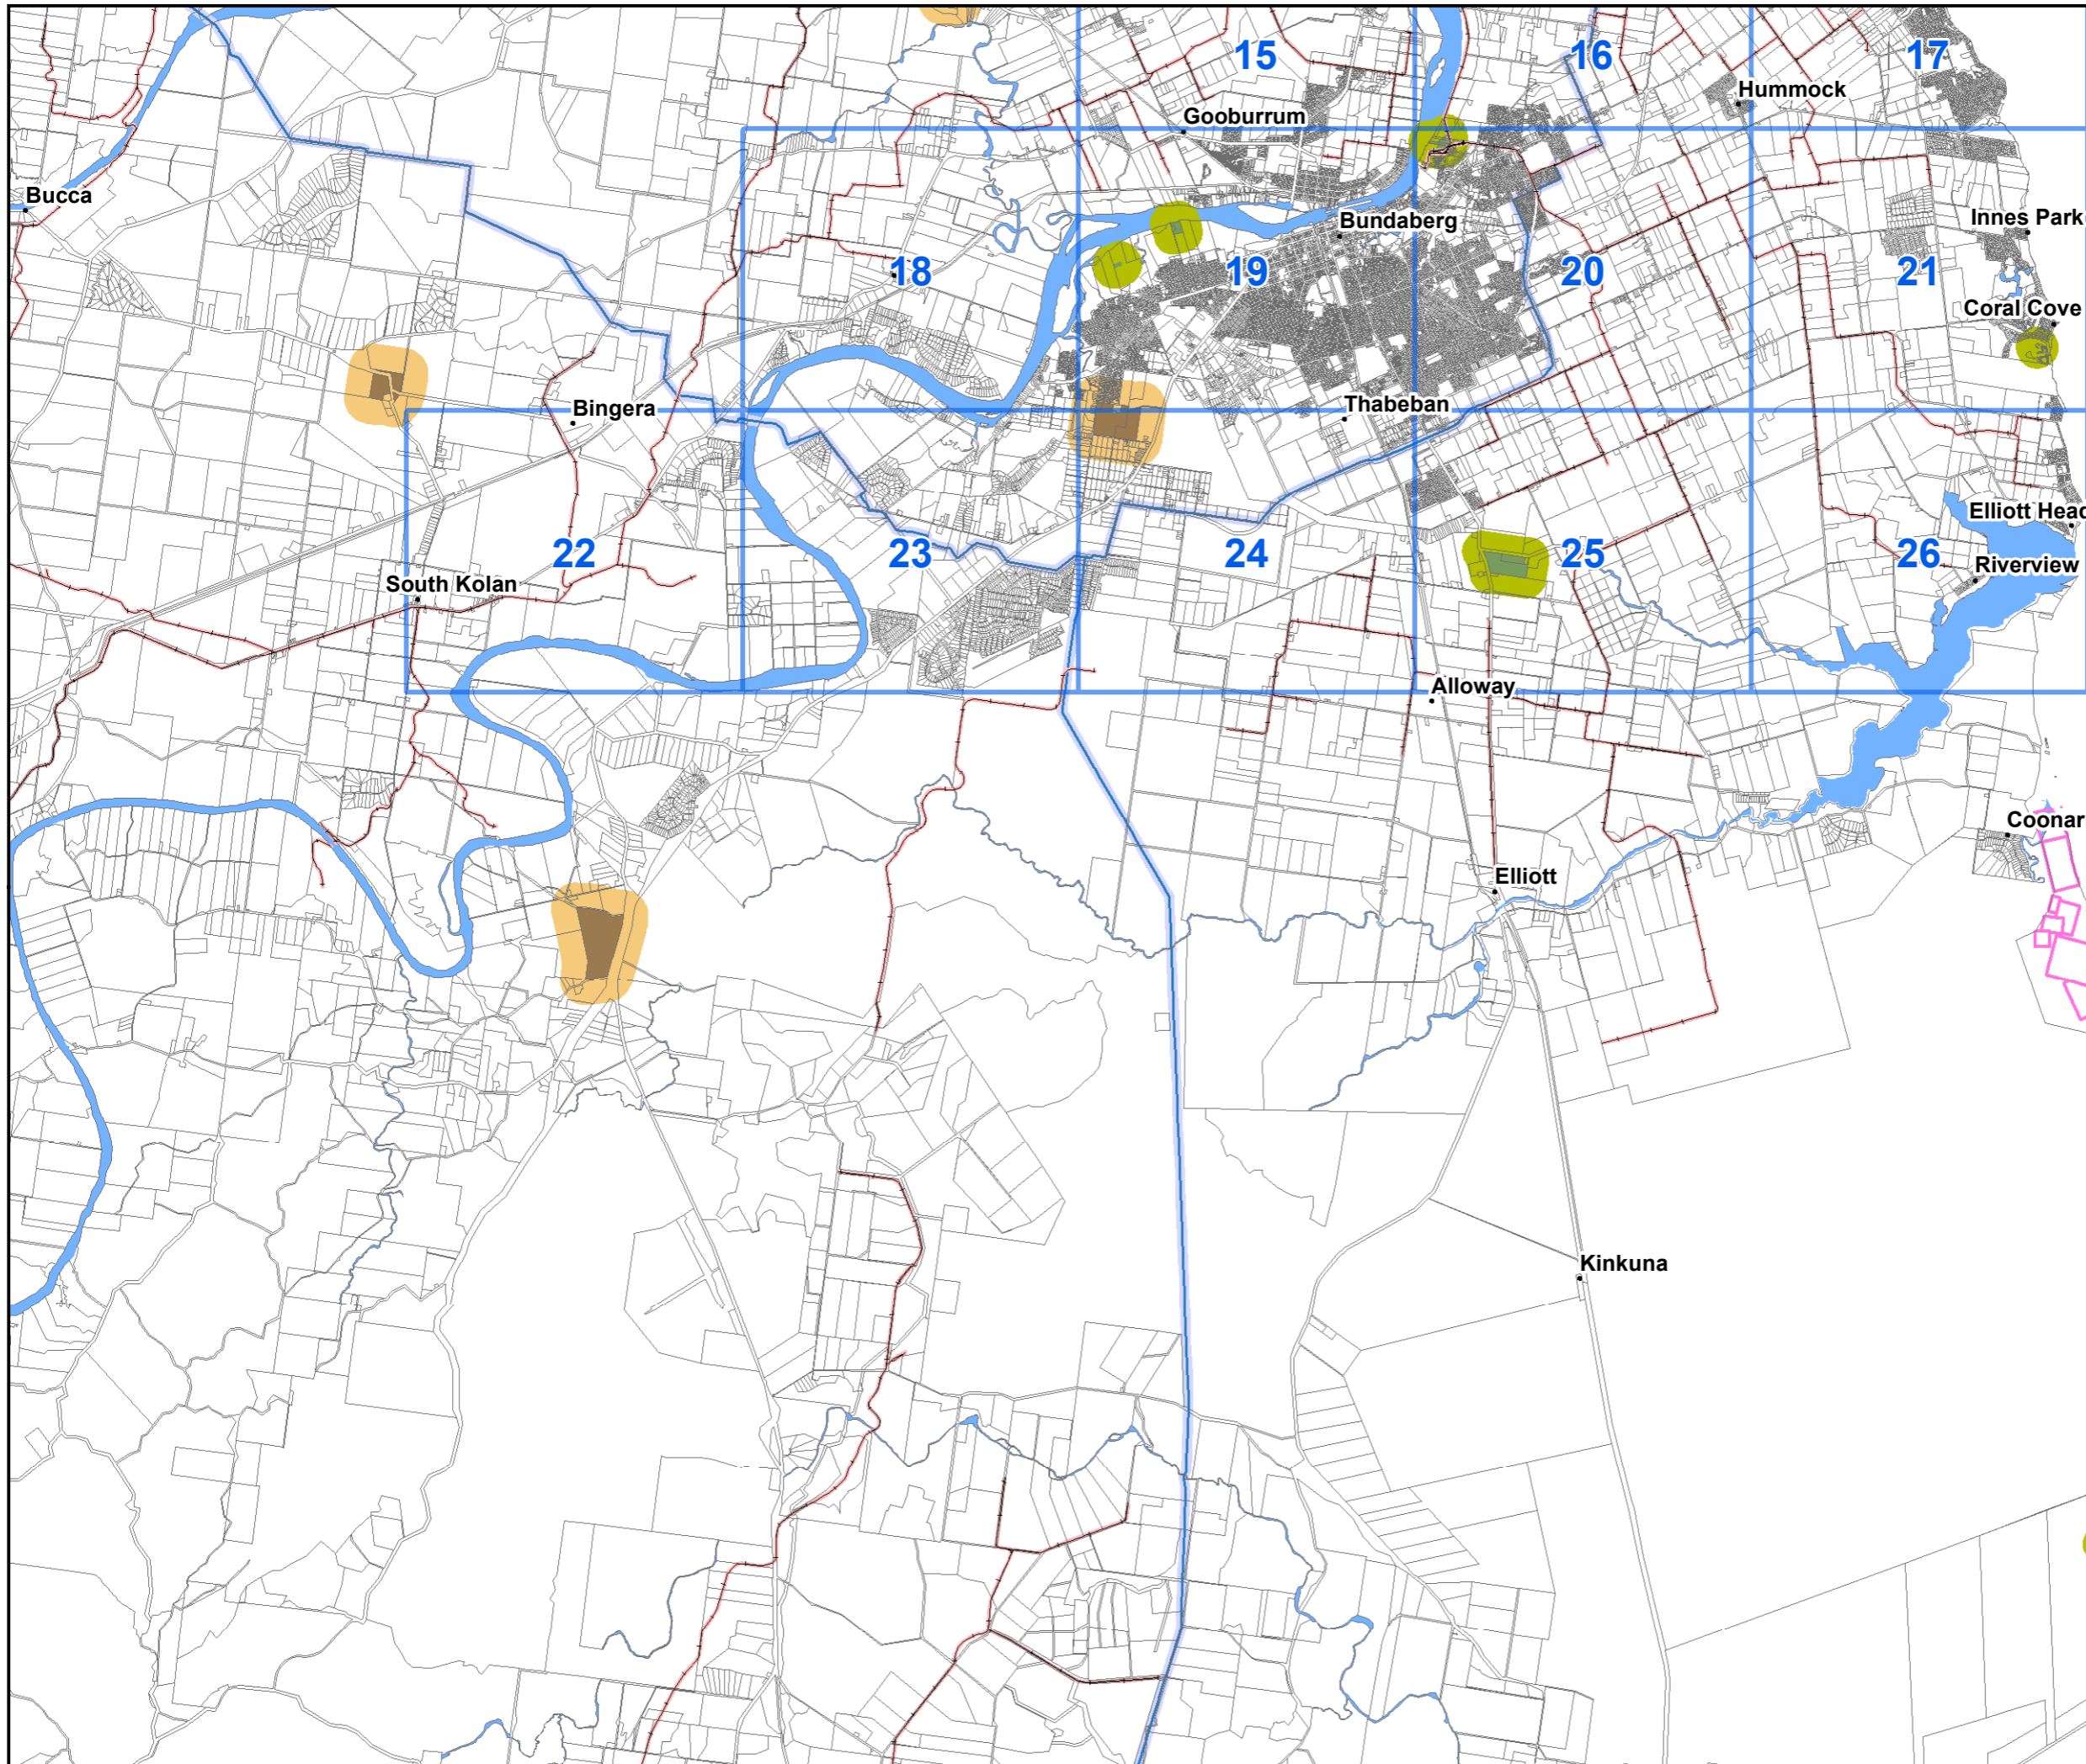 15
16
17
Hummock
Gooburrum
Bucca
Innes Park
Bundaberg
18
19
20
21
Coral Cove
Bingera
Thabeban
Elliott Head
22
23
24
25
26
Riverview
South Kolan
Alloway
Coonar
Elliott
Kinkuna